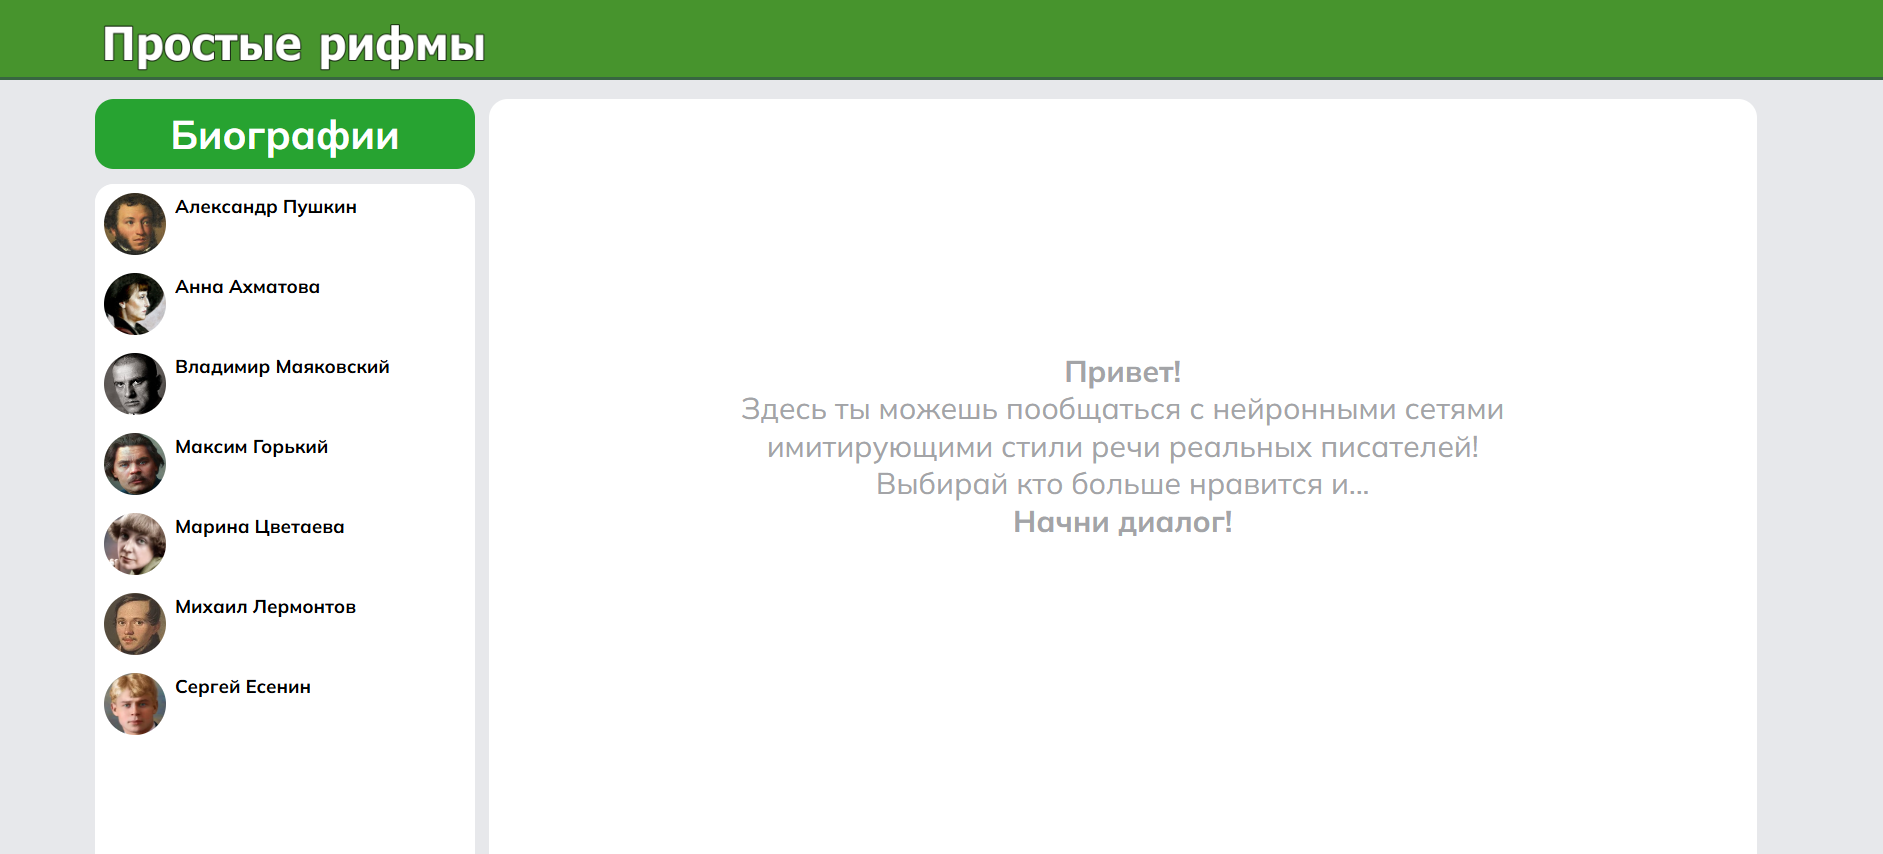 Простые рифмы
Биографии
Александр Пушкин
Анна Ахматова
Владимир Маяковский
Максим Горький
Марина Цветаева
Михаил Лермонтов
Сергей Есенин
Привет!
Здесь ты можешь пообщаться с нейронными сетями
имитирующими стили речи реальных писателей!
Выбирай кто больше нравится и...
Начни диалог!